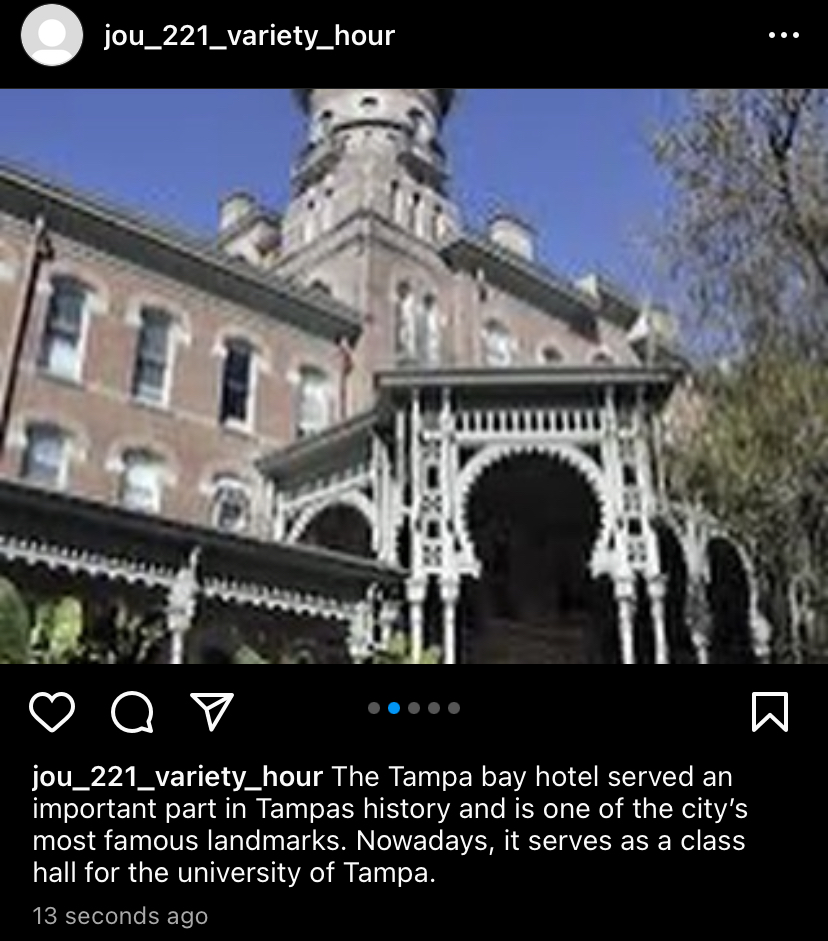 jou_221_variety_hour
jou_221_variety_hour The Tampa bay hotel served an
important part in Tampas history and is one of the city’s
most famous landmarks. Nowadays, it serves as a class
hall for the university of Tampa.
13 seconds ago